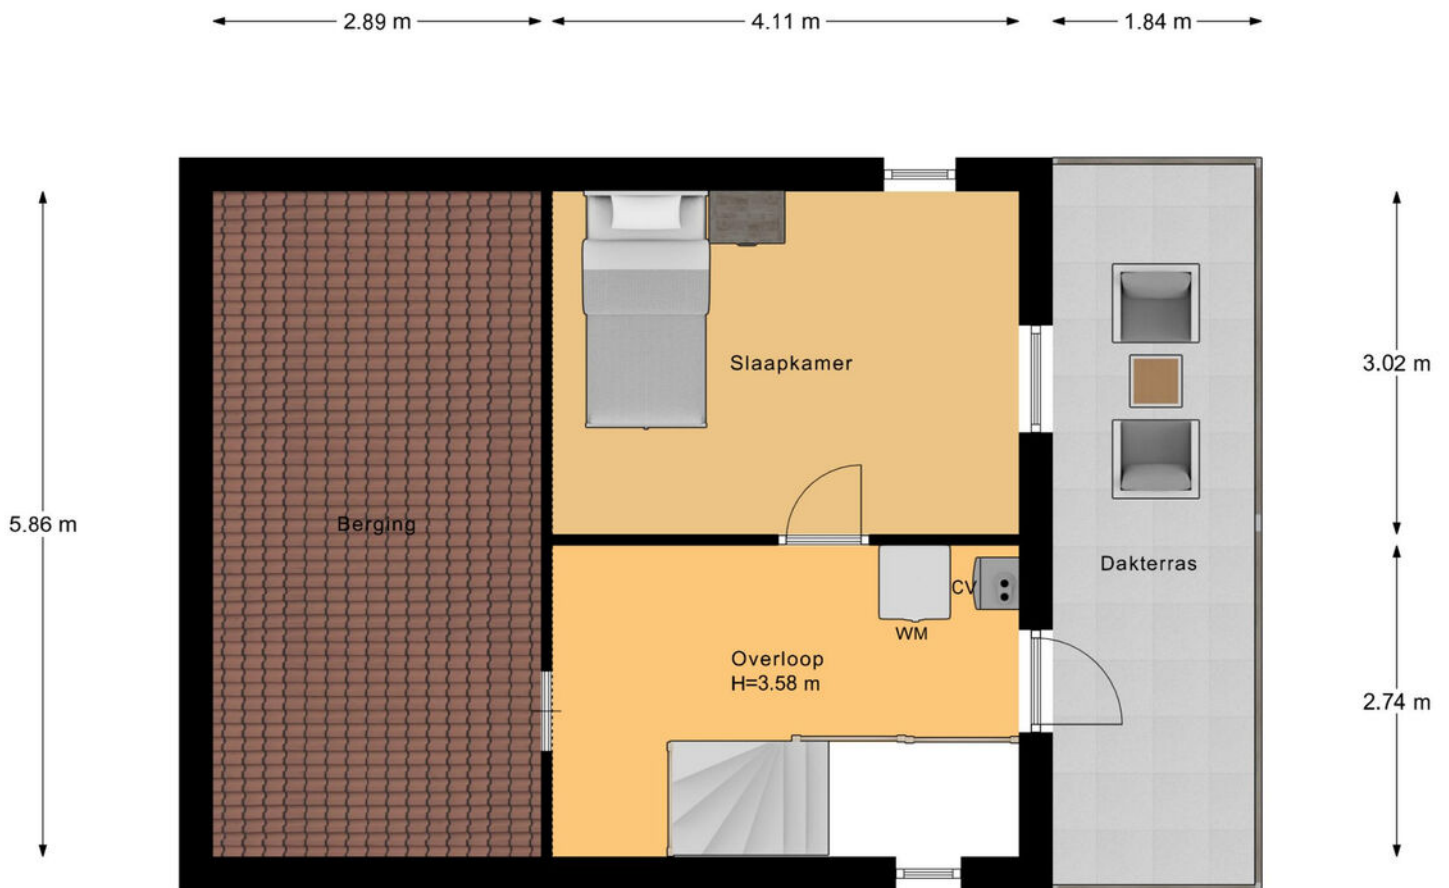 2.89 m
4.11 m
1.84 m
Slaapkamer
3.02 m
Berging
5.86 m
Dakterras
CV
WM
Overloop
H=3.58 m
2.74 m